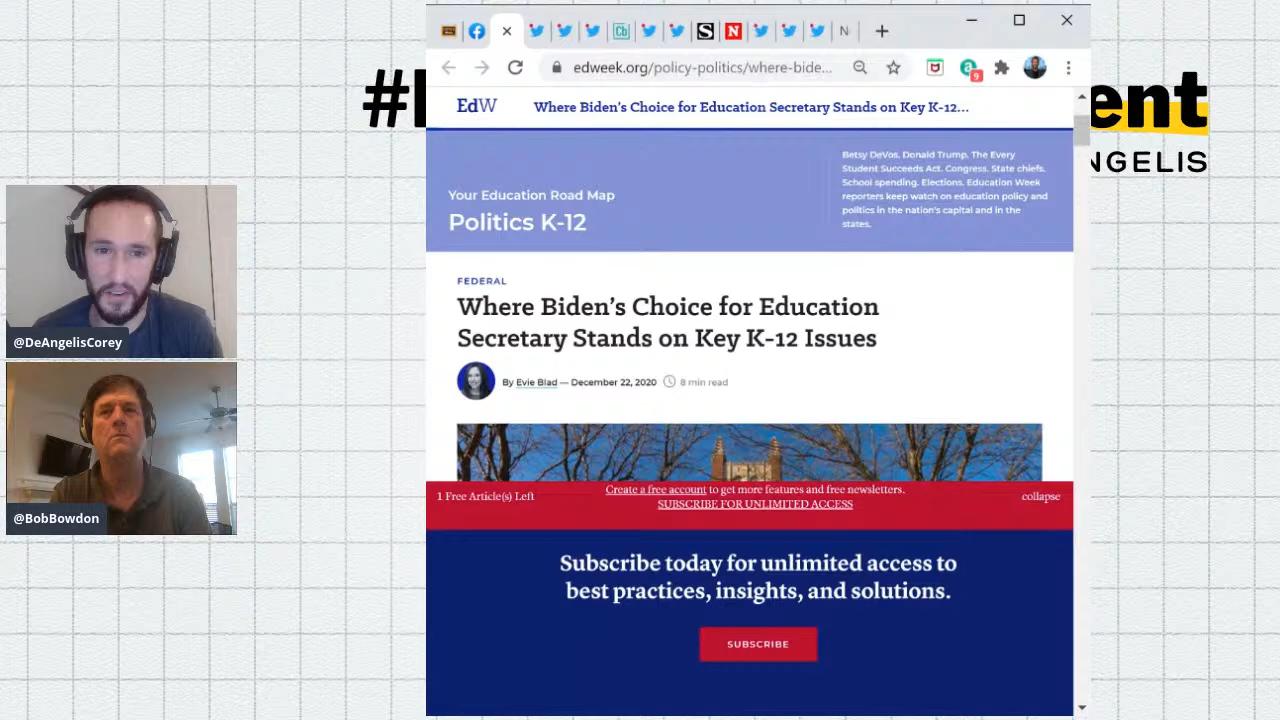 edweek.org/policy-politics/where-bide...
9
#
ent
NGELIS
EdW
Where Biden's Choice for Education Secretary Stands on Key K-12...
Your Education Road Map
Politics K-12
Betsy DeVos. Donald Trump. The Every
Student Succeeds Act. Congress. State chiefs.
School spending. Elections. Education Week
reporters keep watch on education policy and
politics in the nation's capital and in the
states.
FEDERAL
Where Biden's Choice for Education
Secretary Stands on Key K-12 Issues
By Evie Blad — December 22, 2020 8 min read
@DeAngelisCorey
@BobBowdon
1 Free Article(s) Left
Create a free account to get more features and free newsletters.
SUBSCRIBE FOR UNLIMITED ACCESS
collapse
Subscribe today for unlimited access to
best practices, insights, and solutions.
SUBSCRIBE